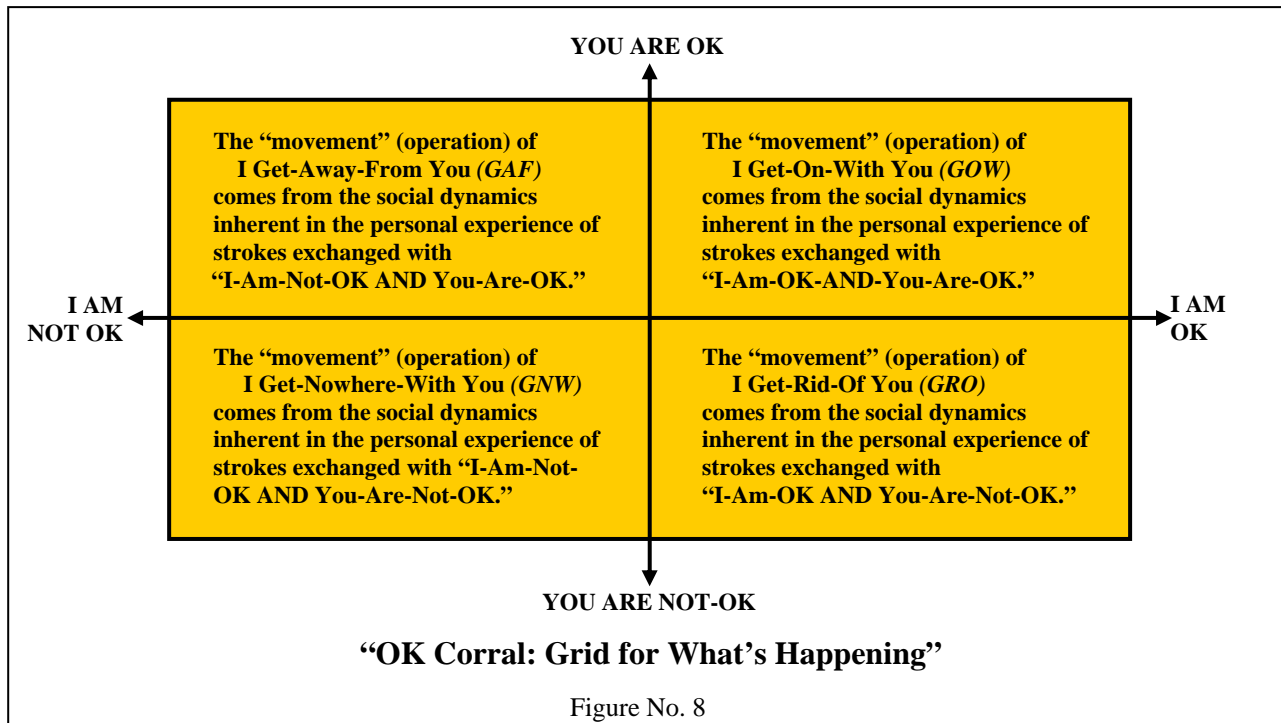 YOU ARE OK
The “movement” (operation) of
I Get-Away-From You (GAF)
comes from the social dynamics
inherent in the personal experience of
strokes exchanged with
“I-Am-Not-OK AND You-Are-OK.”
The “movement” (operation) of
I Get-On-With You (GOW)
comes from the social dynamics
inherent in the personal experience of
strokes exchanged with
“I-Am-OK-AND-You-Are-OK.”
I AM
NOT OK
I AM
OK
The “movement” (operation) of
I Get-Nowhere-With You (GNW)
comes from the social dynamics
inherent in the personal experience of
strokes exchanged with “I-Am-Not-
OK AND You-Are-Not-OK.”
The “movement” (operation) of
I Get-Rid-Of You (GRO)
comes from the social dynamics
inherent in the personal experience of
strokes exchanged with
“I-Am-OK AND You-Are-Not-OK.”
YOU ARE NOT-OK
“OK Corral: Grid for What’s Happening”
Figure No. 8